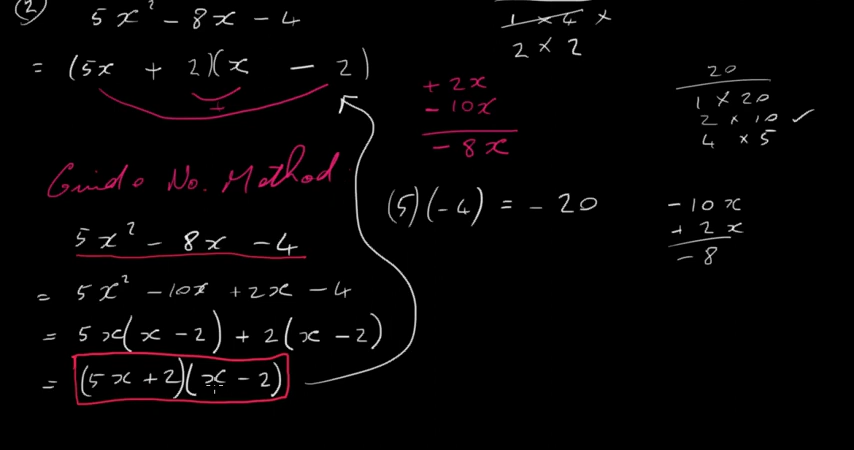 2
5x² - 8x - 4
= (5x + 2)(x - 2)
+
1 x 4 x
2 x 2
+ 2x
- 10x
- 8x
20
1 x 20
2 x 10 ✓
4 x 5
Guide No. Method
(5)(-4) = - 20
- 10x
+ 2x
- 8
5x² - 8x - 4
= 5x² - 10x + 2x - 4
= 5x(x - 2) + 2(x - 2)
= (5x + 2)(x - 2)